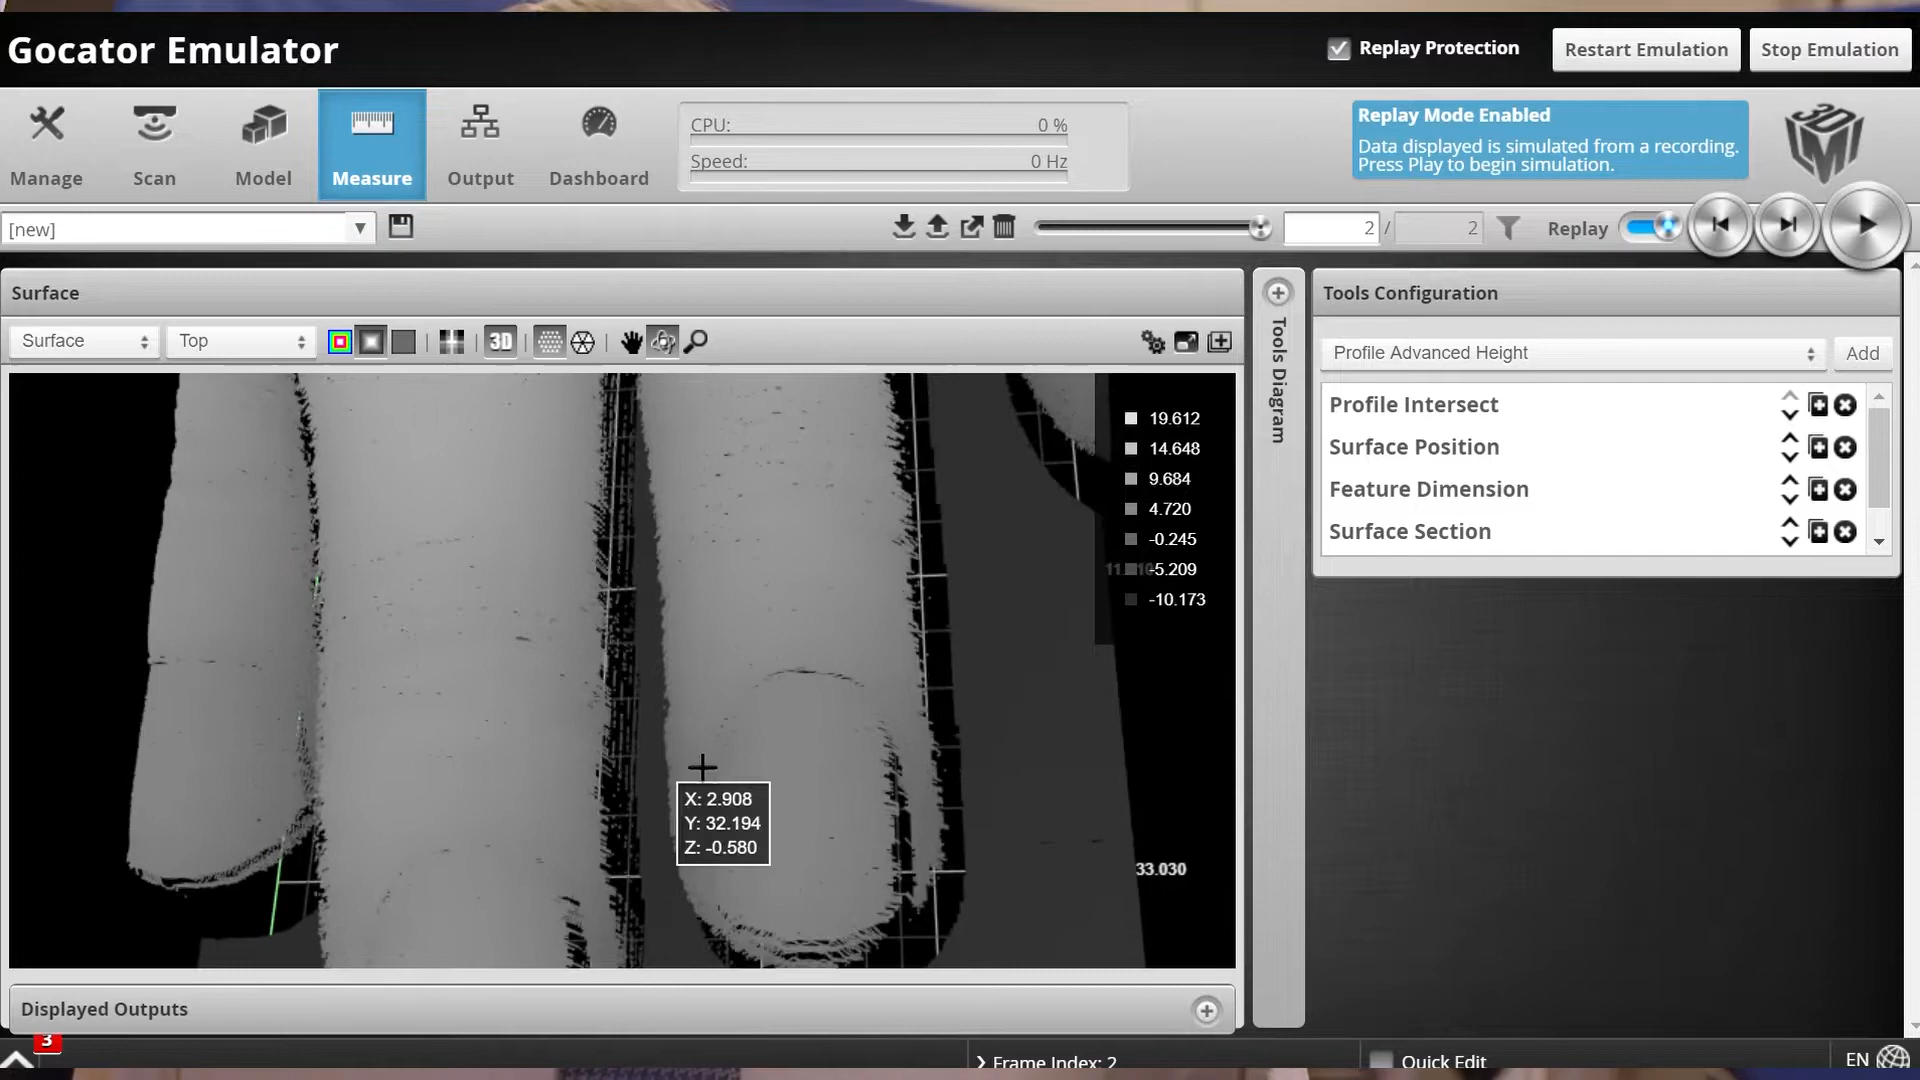 Gocator Emulator
Replay Protection
Restart Emulation
Stop Emulation
Manage
Scan
Model
Measure
Output
Dashboard
CPU: 0 %
Speed: 0 Hz
Replay Mode Enabled
Data displayed is simulated from a recording.
Press Play to begin simulation.
[new]
2 / 2
Replay
Surface
Surface
Top
3D
Tools Diagram
Tools Configuration
Profile Advanced Height
Add
Profile Intersect
Surface Position
Feature Dimension
Surface Section
19.612
14.648
9.684
4.720
-0.245
-5.209
-10.173
X: 2.908
Y: 32.194
Z: -0.580
33.030
Displayed Outputs
3
Frame Index: 2
Quick Edit
EN